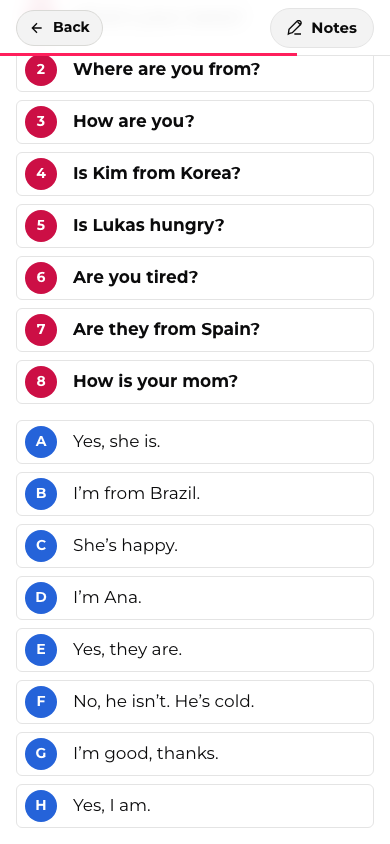 Back
Notes
2 Where are you from?
3 How are you?
4 Is Kim from Korea?
5 Is Lukas hungry?
6 Are you tired?
7 Are they from Spain?
8 How is your mom?
A Yes, she is.
B I’m from Brazil.
C She’s happy.
D I’m Ana.
E Yes, they are.
F No, he isn’t. He’s cold.
G I’m good, thanks.
H Yes, I am.